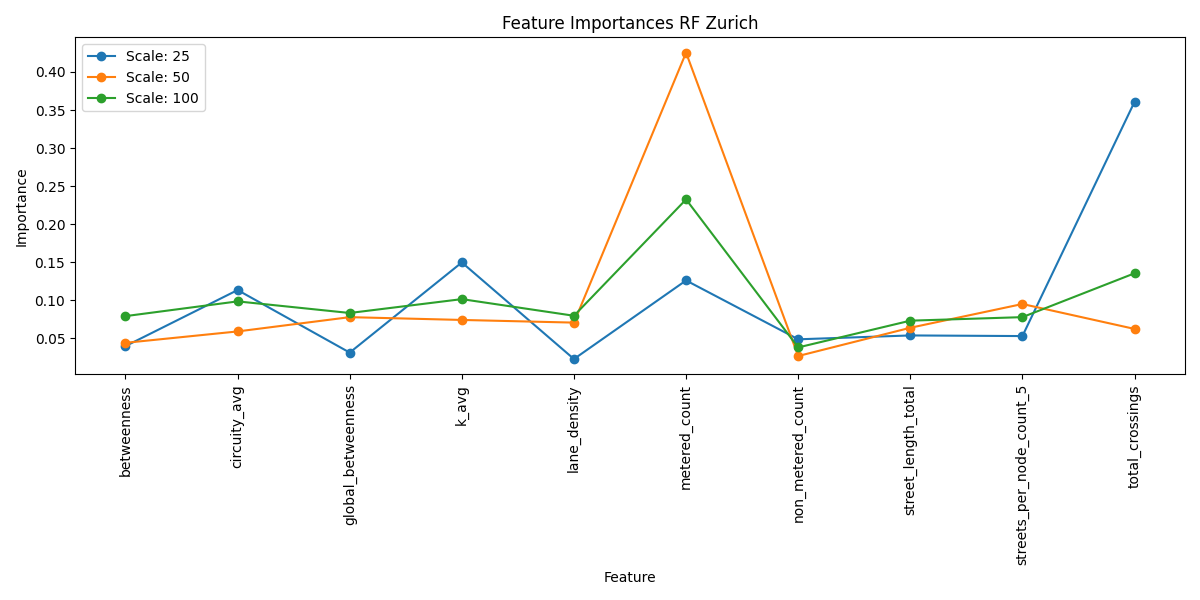 Feature Importances RF Zurich
Scale: 25
Scale: 50
Scale: 100
Importance
0.40
0.35
0.30
0.25
0.20
0.15
0.10
0.05
betweenness
circuity_avg
global_betweenness
k_avg
lane_density
metered_count
non_metered_count
street_length_total
streets_per_node_count_5
total_crossings
Feature